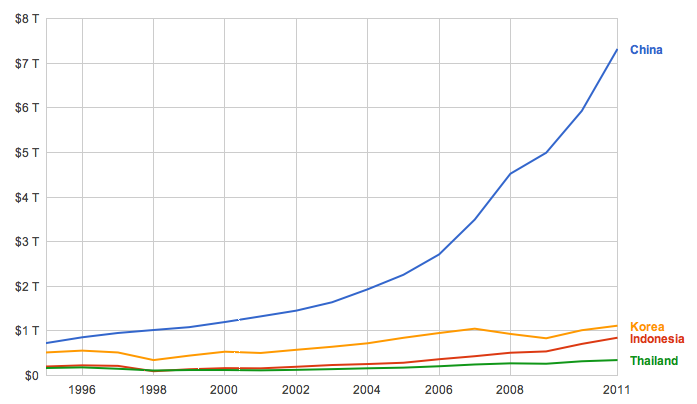 $8 T
$7 T
$6 T
$5 T
$4 T
$3 T
$2 T
$1 T
$0
China
Korea
Indonesia
Thailand
1996 1998 2000 2002 2004 2006 2008 2011